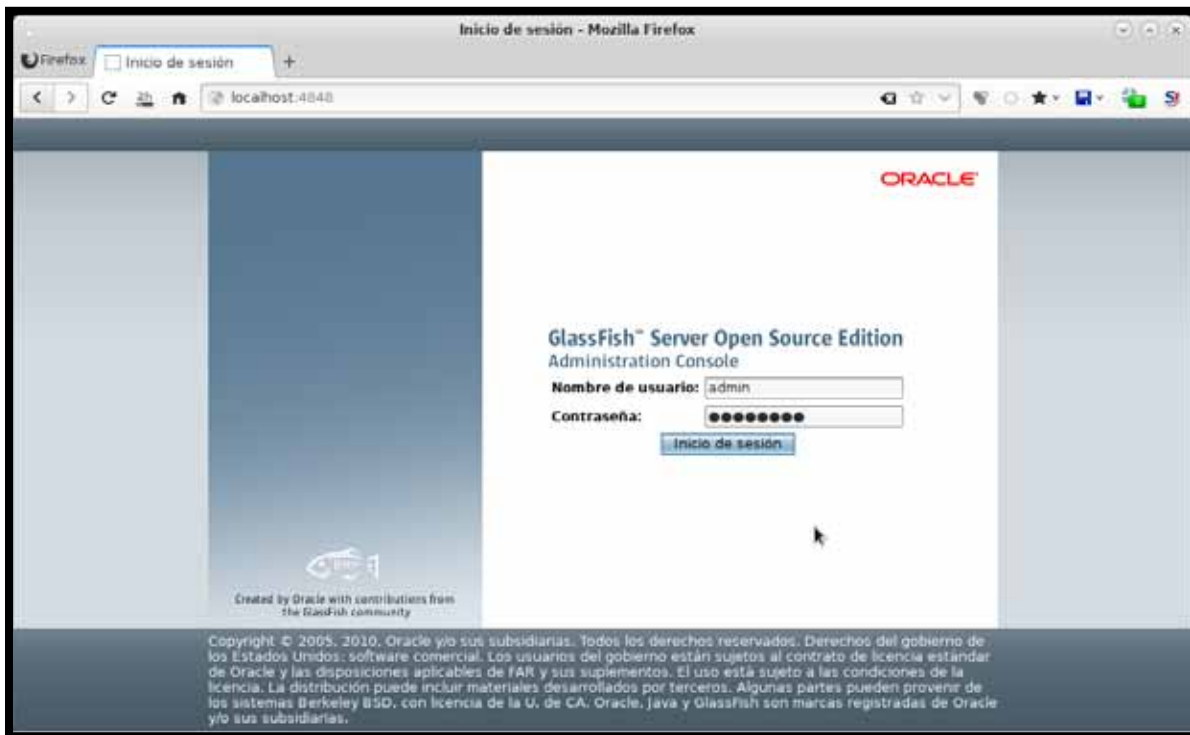 Inicio de sesión - Mozilla Firefox
Firefox
Inicio de sesión
+
localhost:4848
ORACLE
GlassFish™ Server Open Source Edition
Administration Console
Nombre de usuario: admin
Contraseña: ●●●●●●●●
Inicio de sesión
Created by Oracle with contributions from
the GlassFish community
Copyright © 2005, 2010, Oracle y/o sus subsidiarias. Todos los derechos reservados. Derechos del gobierno de
los Estados Unidos: software comercial. Los usuarios del gobierno están sujetos al contrato de licencia estándar
de Oracle y las disposiciones aplicables de FAR y sus suplementos. El uso está sujeto a las condiciones de la
licencia. La distribución puede incluir materiales desarrollados por terceros. Algunas partes pueden provenir de
los sistemas Berkeley BSD, con licencia de la U. de CA. Oracle, Java y GlassFish son marcas registradas de Oracle
y/o sus subsidiarias.